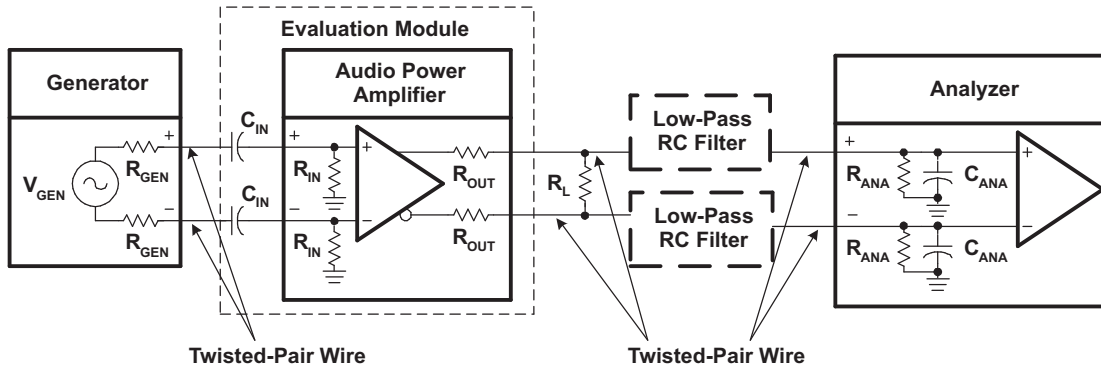 Evaluation Module
Generator
Audio Power
Amplifier
Analyzer
Low-Pass
RC Filter
C_IN
C_IN
+
−
R_GEN
R_GEN
V_GEN
+
−
R_IN
R_IN
+
−
R_OUT
R_OUT
R_L
Low-Pass
RC Filter
+
−
R_ANA
C_ANA
R_ANA
C_ANA
+
−
Twisted-Pair Wire
Twisted-Pair Wire